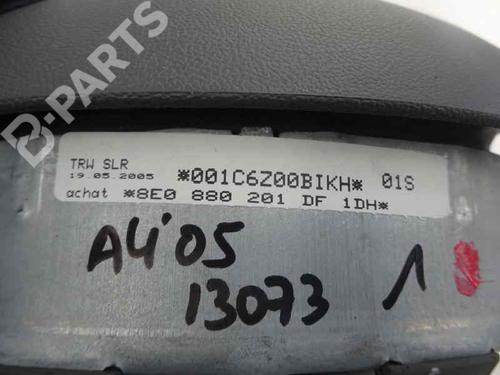 B-PARTS
TRW SLR
19.05.2005 *001C6Z00BIKH* 01S
achat *8E0 880 201 DF 1DH*
A4'05
13073 1